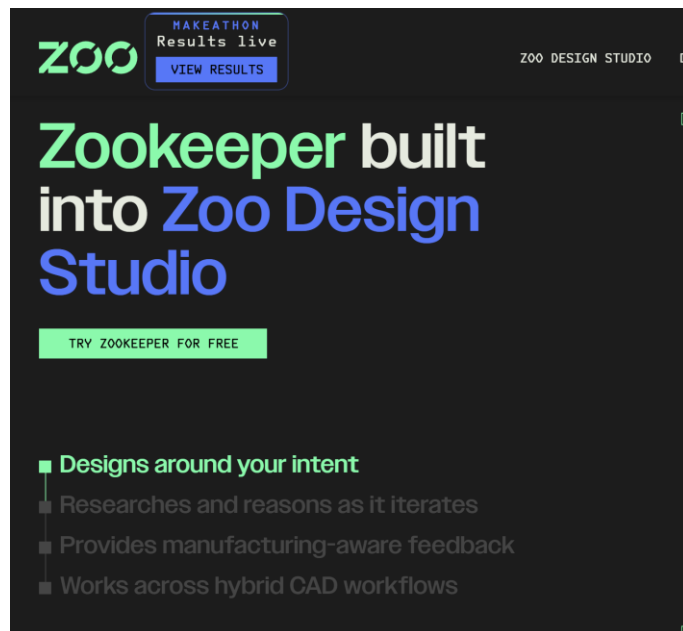 ZOO
MAKEATHON
Results live
VIEW RESULTS
ZOO DESIGN STUDIO
Zookeeper built
into Zoo Design
Studio
TRY ZOOKEEPER FOR FREE
Designs around your intent
Researches and reasons as it iterates
Provides manufacturing-aware feedback
Works across hybrid CAD workflows